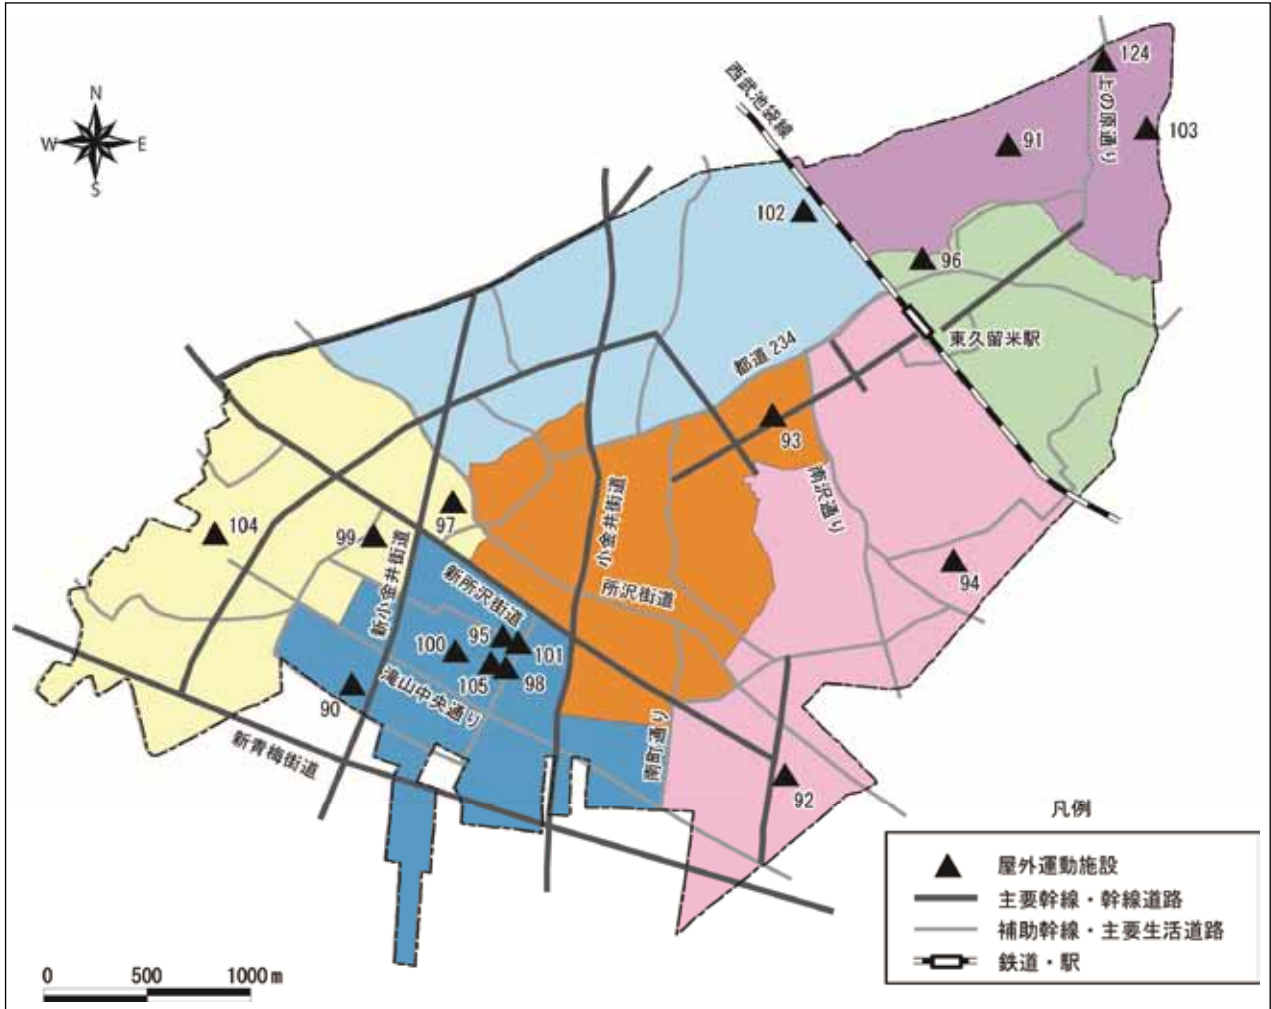 N
W
E
S
西武池袋線
124
上の原通り
103
91
102
96
東久留米駅
都道 234
93
南沢通り
小金井街道
97
99
104
新小金井街道
新所沢街道
所沢街道
94
95
100
101
105
98
滝山中央通り
90
新青梅街道
南町通り
92
凡例
屋外運動施設
主要幹線・幹線道路
補助幹線・主要生活道路
鉄道・駅
0 500 1000m